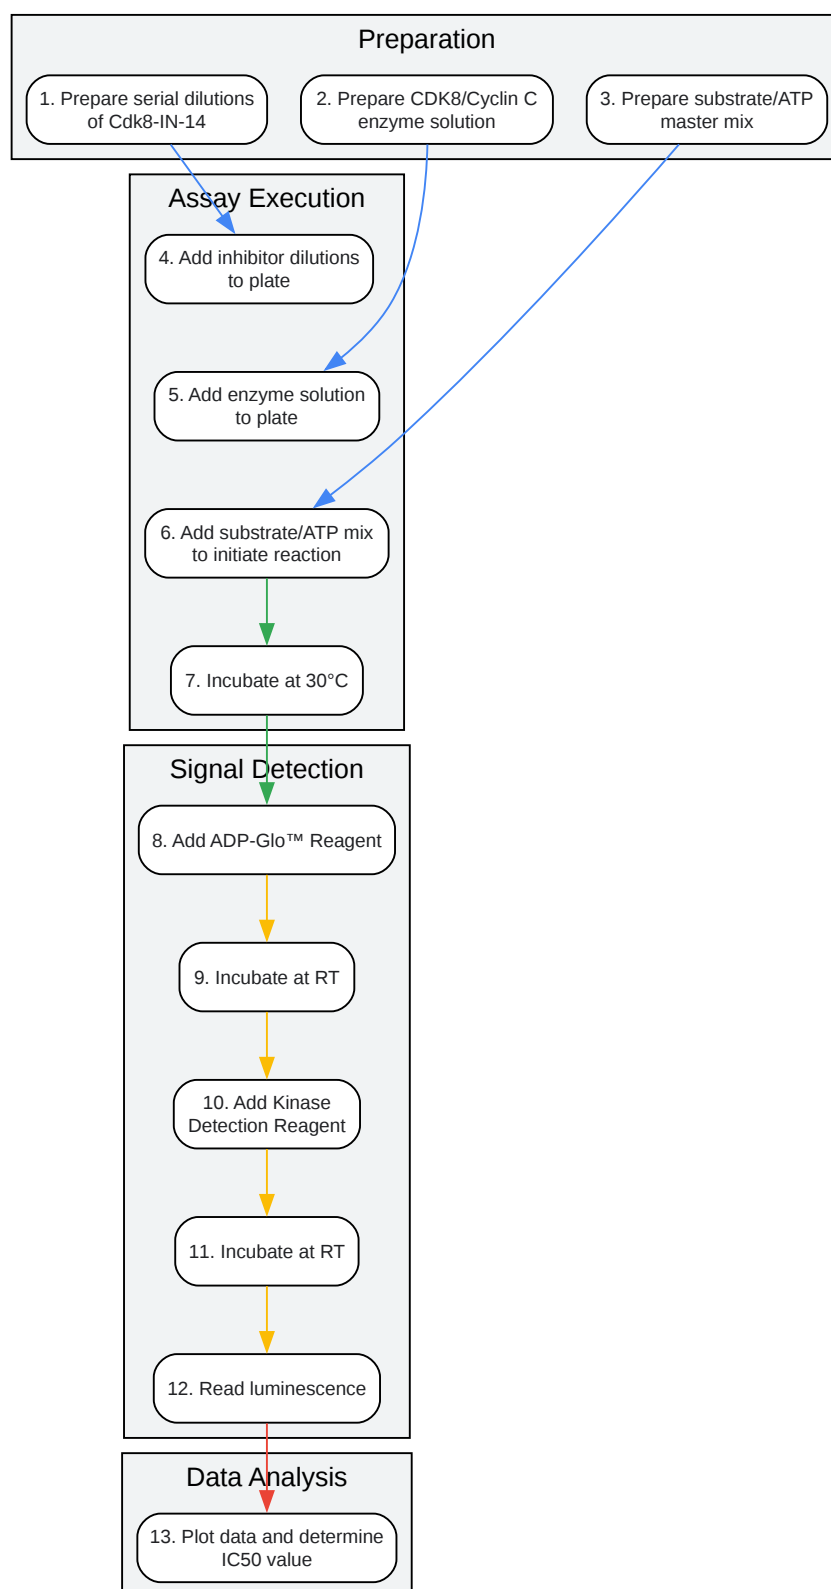 Preparation
1. Prepare serial dilutions
of Cdk8-IN-14
2. Prepare CDK8/Cyclin C
enzyme solution
3. Prepare substrate/ATP
master mix
Assay Execution
4. Add inhibitor dilutions
to plate
5. Add enzyme solution
to plate
6. Add substrate/ATP mix
to initiate reaction
7. Incubate at 30°C
Signal Detection
8. Add ADP-Glo™ Reagent
9. Incubate at RT
10. Add Kinase
Detection Reagent
11. Incubate at RT
12. Read luminescence
Data Analysis
13. Plot data and determine
IC50 value